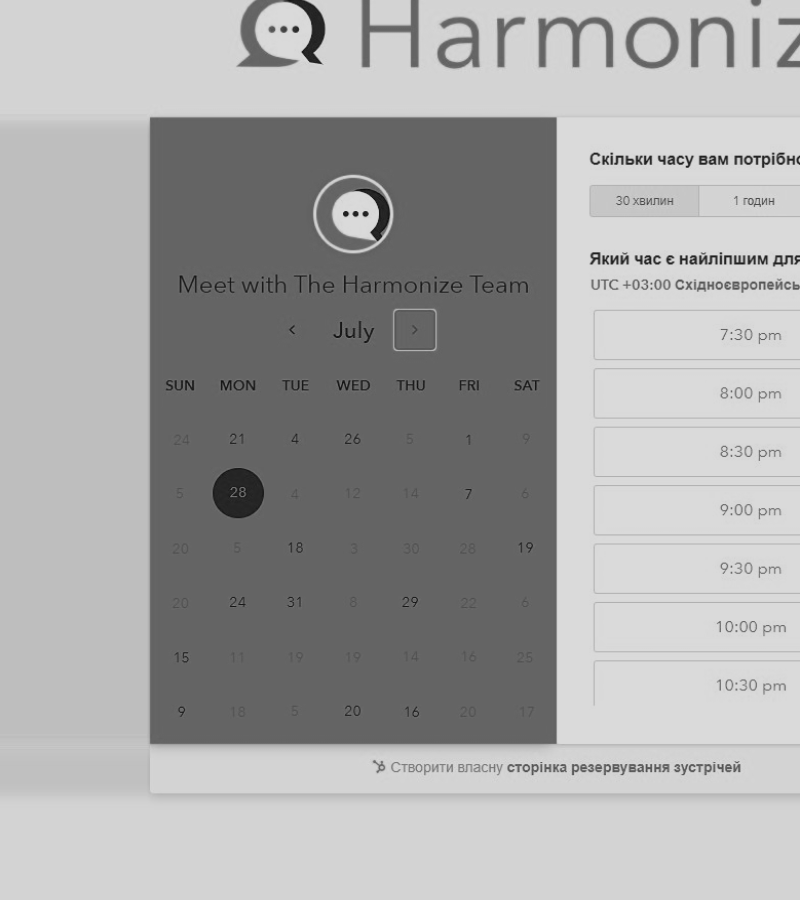 Harmoniz
Meet with The Harmonize Team
July
SUN MON TUE WED THU FRI SAT
24 21 4 26 5 1 9
5 28 4 12 14 7 6
20 5 18 3 30 28 19
20 24 31 8 29 22 6
15 11 19 19 14 16 25
9 18 5 20 16 20 17
Скільки часу вам потрібно
30 хвилин 1 годин
Який час є найліпшим для
UTC +03:00 Східноєвропейсь
7:30 pm
8:00 pm
8:30 pm
9:00 pm
9:30 pm
10:00 pm
10:30 pm
Створити власну сторінка резервування зустрічей